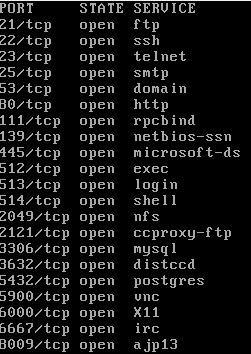 PORT STATE SERVICE
21/tcp open ftp
22/tcp open ssh
23/tcp open telnet
25/tcp open smtp
53/tcp open domain
80/tcp open http
111/tcp open rpcbind
139/tcp open netbios-ssn
445/tcp open microsoft-ds
512/tcp open exec
513/tcp open login
514/tcp open shell
2049/tcp open nfs
2121/tcp open ccproxy-ftp
3306/tcp open mysql
3632/tcp open distccd
5432/tcp open postgres
5900/tcp open vnc
6000/tcp open X11
6667/tcp open irc
8009/tcp open ajp13